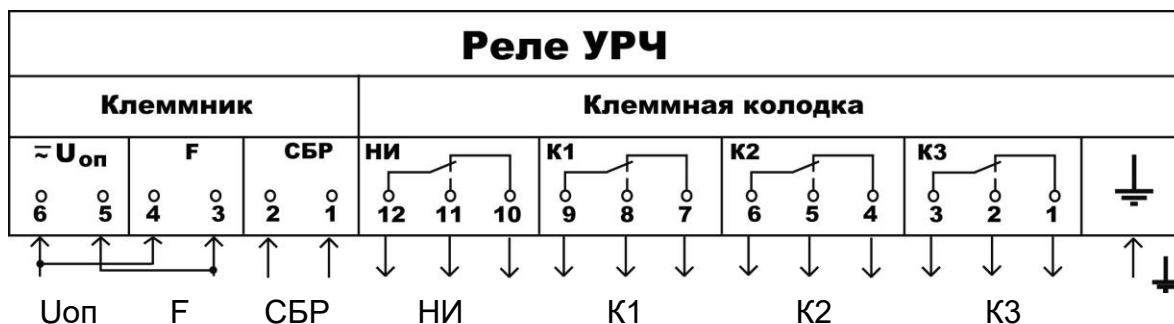 Реле УРЧ
Клеммник Клеммная колодка
≂ Uоп F СБР НИ К1 К2 К3
6 5 4 3 2 1 12 11 10 9 8 7 6 5 4 3 2 1
Uоп F СБР НИ К1 К2 К3